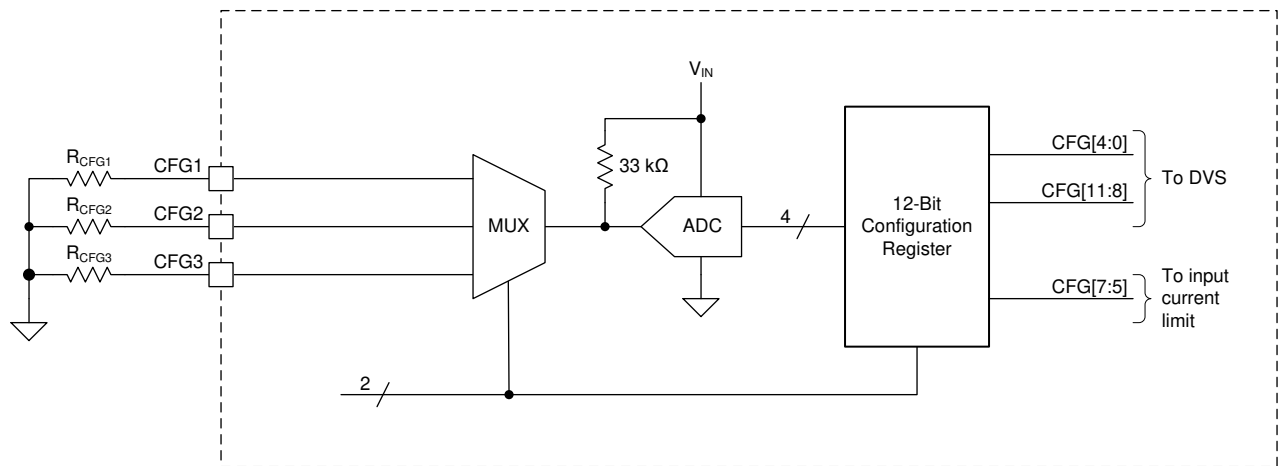 V_IN
R_CFG1
CFG1
33 kΩ
CFG[4:0]
To DVS
R_CFG2
CFG2
MUX
ADC
4
12-Bit
Configuration
Register
CFG[11:8]
R_CFG3
CFG3
CFG[7:5]
To input
current
limit
2